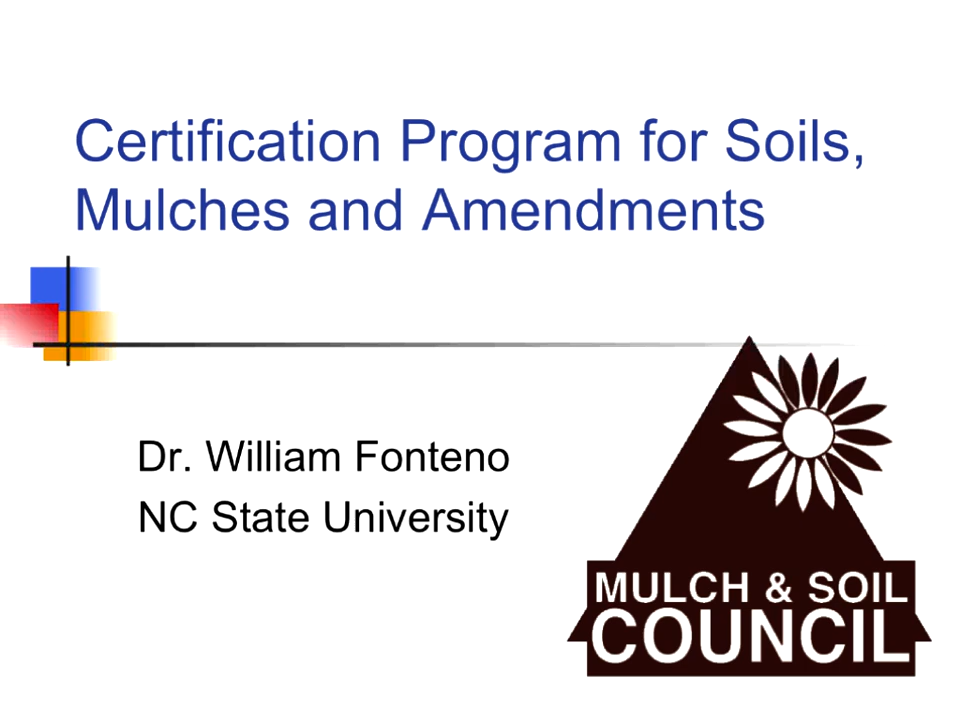 Certification Program for Soils,
Mulches and Amendments
Dr. William Fonteno
NC State University
MULCH & SOIL
COUNCIL